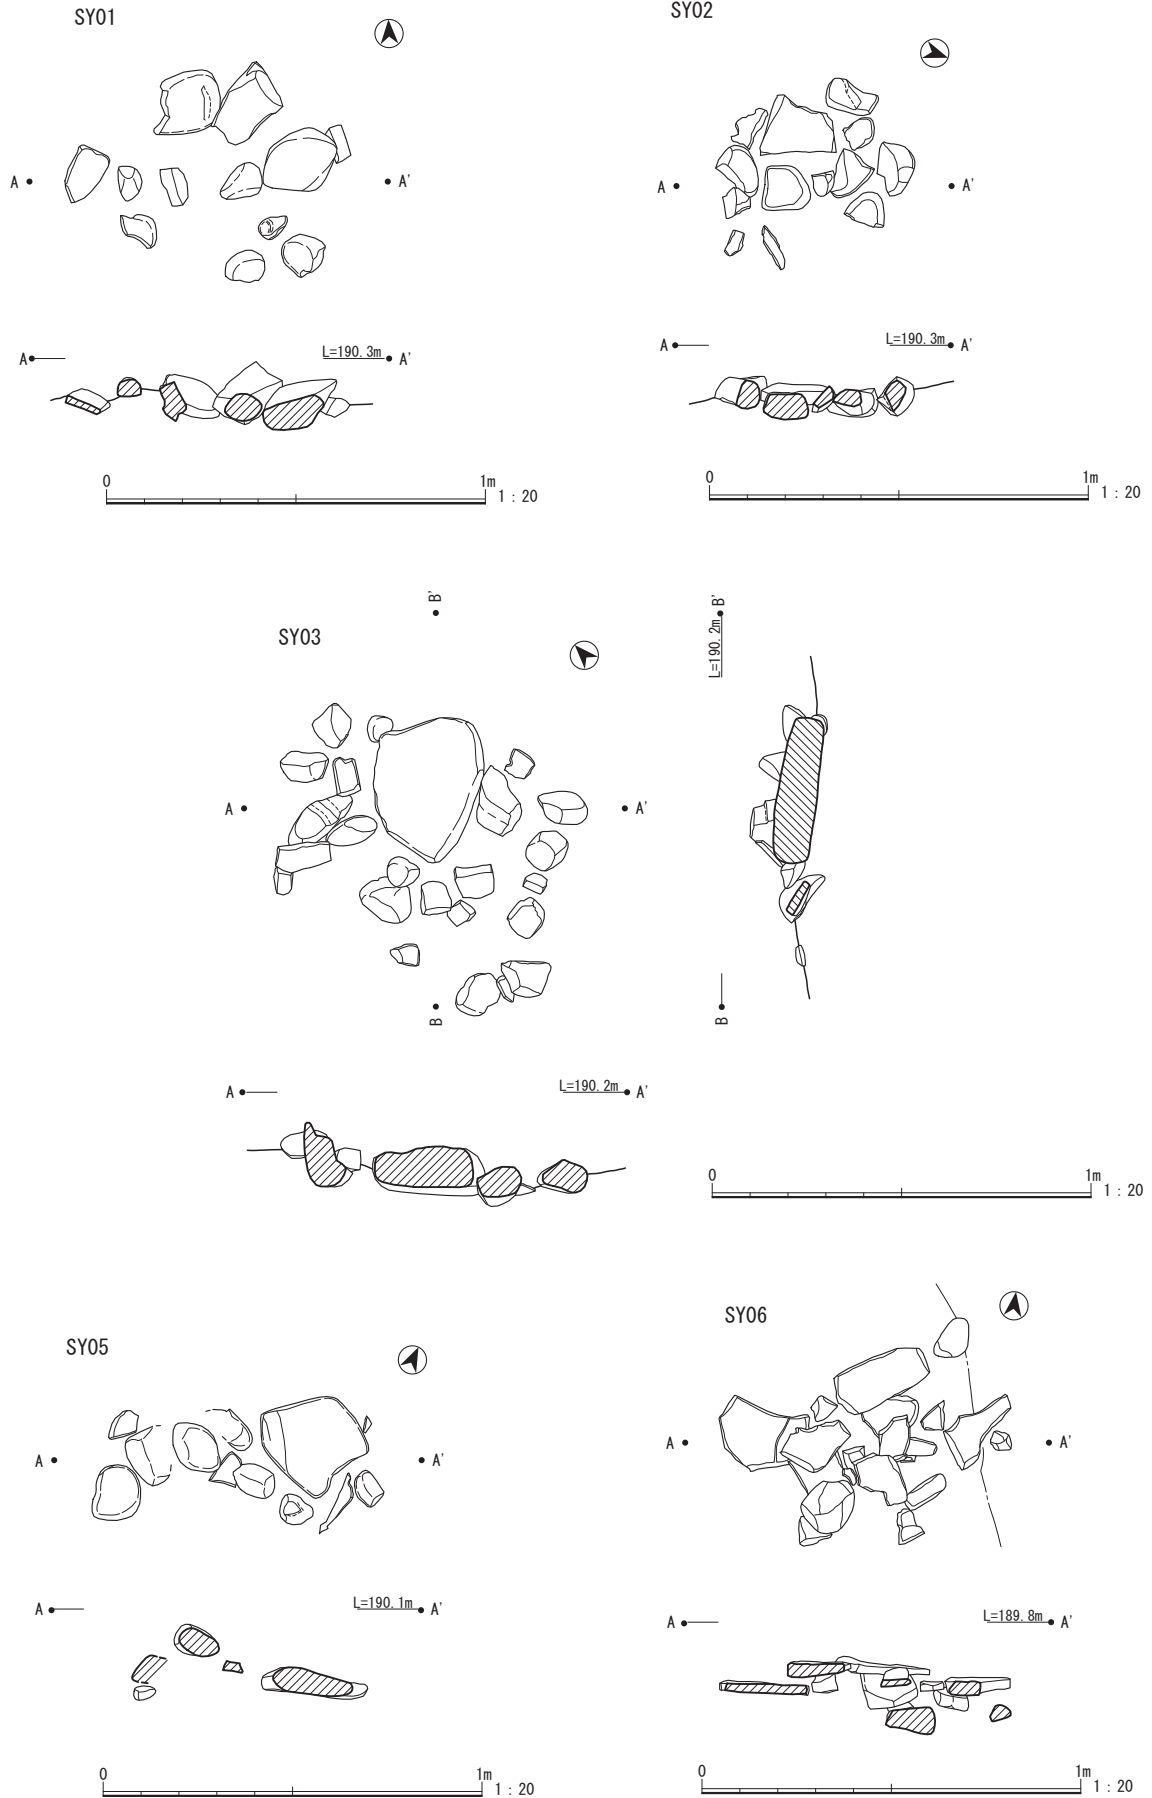 SY01
A
A'
A
L=190.3m
A'
0
1m
1 : 20
SY02
A
A'
A
L=190.3m
A'
0
1m
1 : 20
SY03
B'
A
A'
B
L=190.2m
B'
B
A
L=190.2m
A'
0
1m
1 : 20
SY05
A
A'
A
L=190.1m
A'
0
1m
1 : 20
SY06
A
A'
A
L=189.8m
A'
0
1m
1 : 20